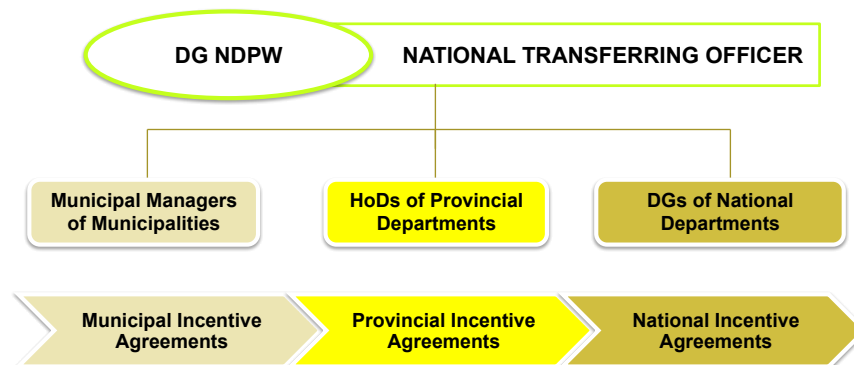 DG NDPW
NATIONAL TRANSFERRING OFFICER
Municipal Managers
of Municipalities
HoDs of Provincial
Departments
DGs of National
Departments
Municipal Incentive
Agreements
Provincial Incentive
Agreements
National Incentive
Agreements